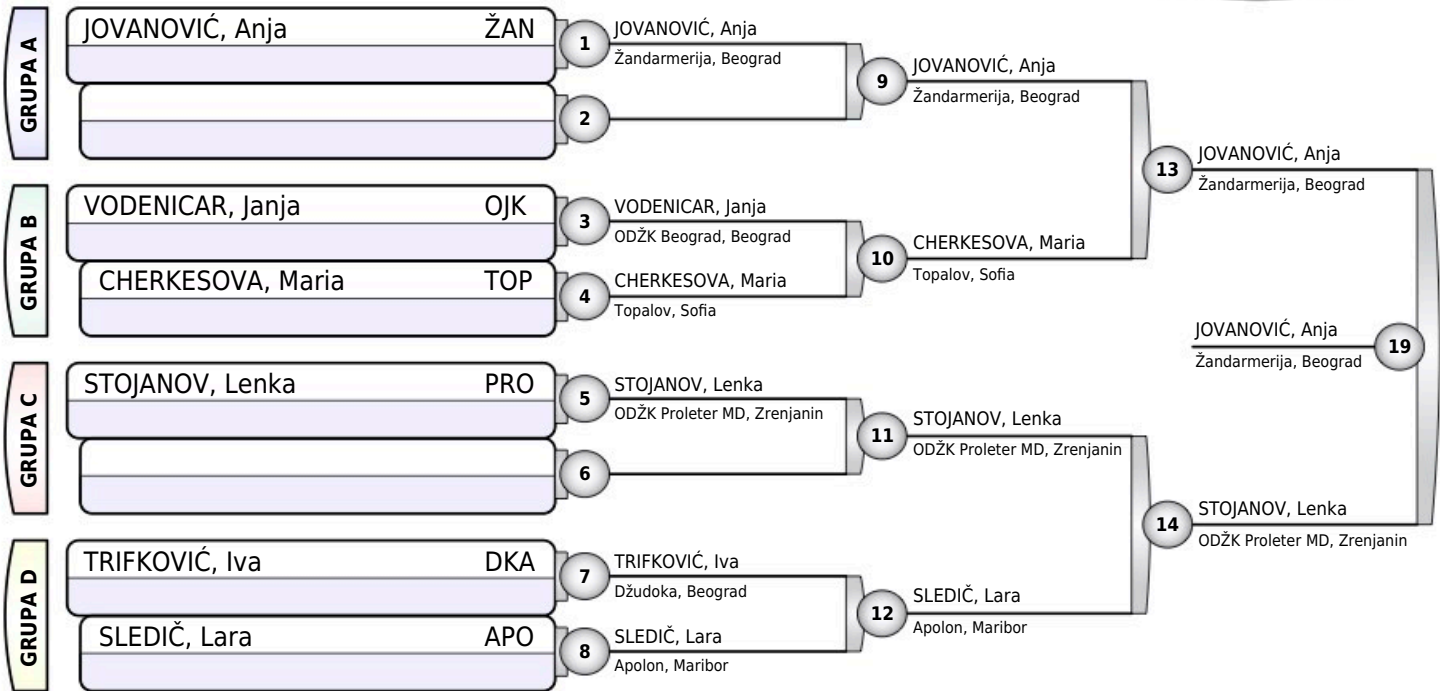 GRUPA A
JOVANOVIĆ, Anja ŽAN
1
2
JOVANOVIĆ, Anja
Žandarmerija, Beograd
9
JOVANOVIĆ, Anja
Žandarmerija, Beograd
GRUPA B
VODENICAR, Janja OJK
CHERKESOVA, Maria TOP
3
VODENICAR, Janja
ODŽK Beograd, Beograd
4
CHERKESOVA, Maria
Topalov, Sofia
10
CHERKESOVA, Maria
Topalov, Sofia
13
JOVANOVIĆ, Anja
Žandarmerija, Beograd
GRUPA C
STOJANOV, Lenka PRO
5
STOJANOV, Lenka
ODŽK Proleter MD, Zrenjanin
6
11
STOJANOV, Lenka
ODŽK Proleter MD, Zrenjanin
GRUPA D
TRIFKOVIĆ, Iva DKA
SLEDIČ, Lara APO
7
TRIFKOVIĆ, Iva
Džudoka, Beograd
8
SLEDIČ, Lara
Apolon, Maribor
12
SLEDIČ, Lara
Apolon, Maribor
14
STOJANOV, Lenka
ODŽK Proleter MD, Zrenjanin
JOVANOVIĆ, Anja
Žandarmerija, Beograd
19